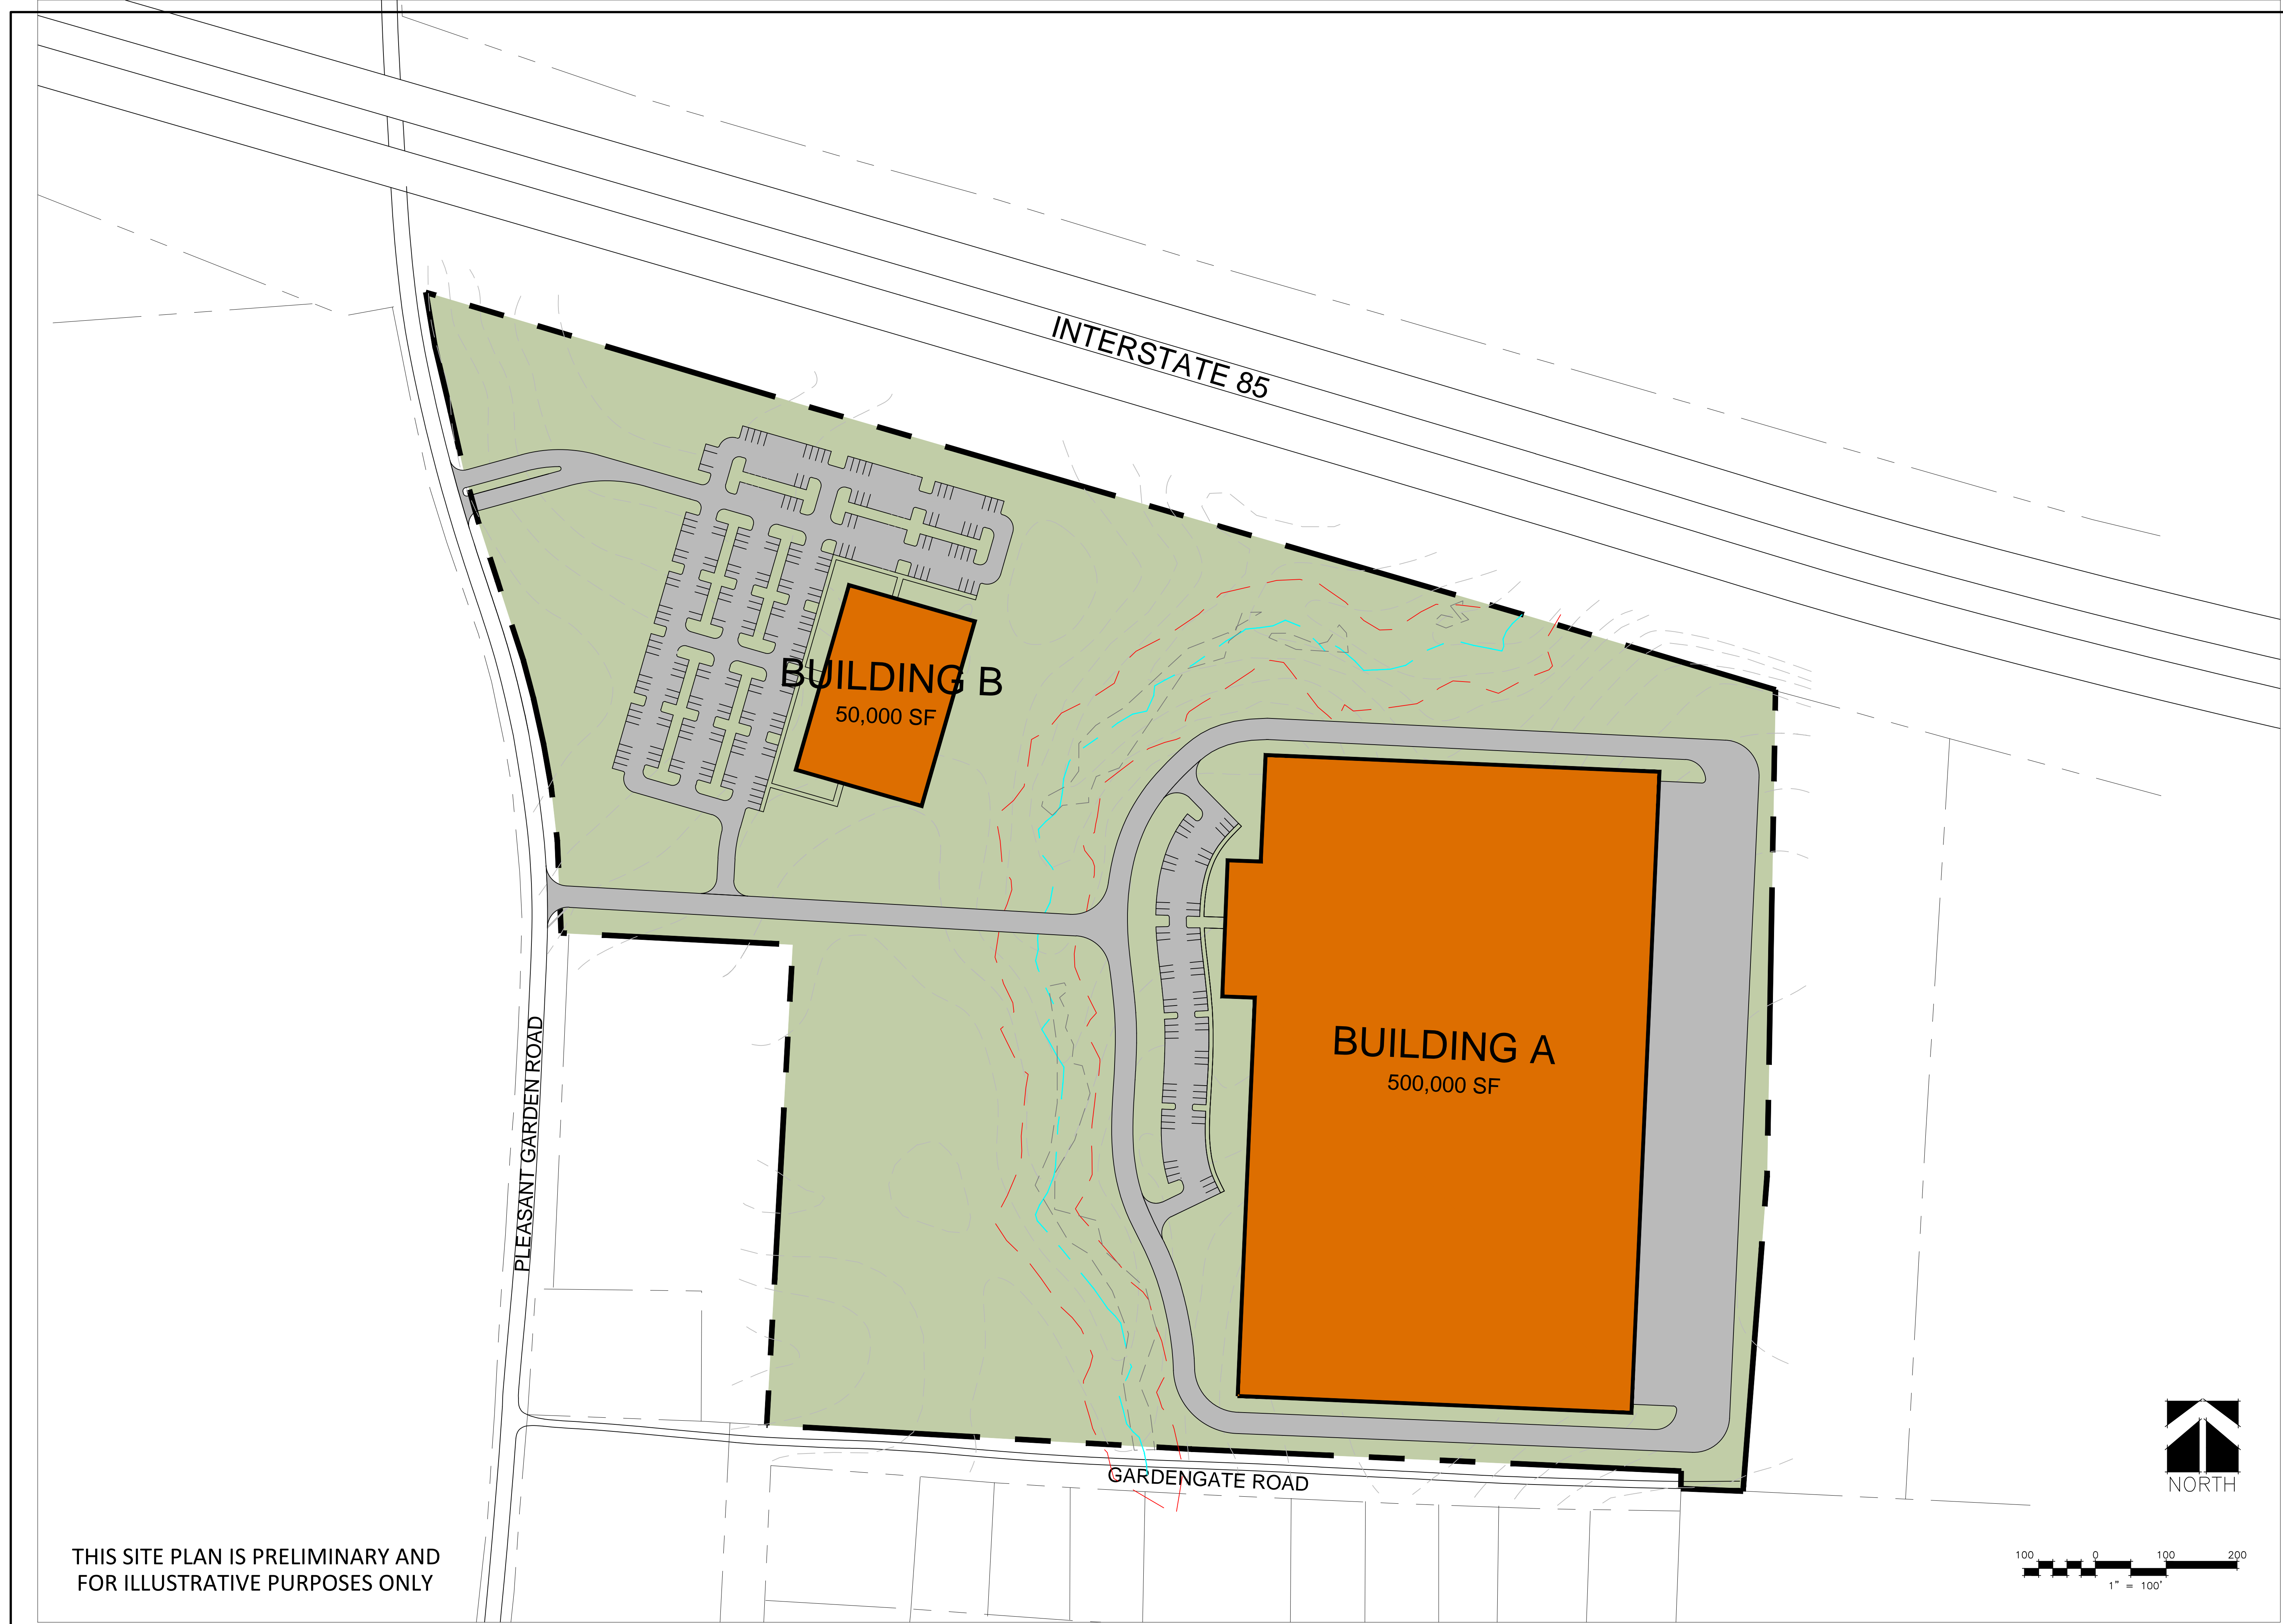 INTERSTATE 85
BUILDING B
50,000 SF
BUILDING A
500,000 SF
PLEASANT GARDEN ROAD
GARDENGATE ROAD
NORTH
THIS SITE PLAN IS PRELIMINARY AND
FOR ILLUSTRATIVE PURPOSES ONLY
100 0 100 200
1" = 100'